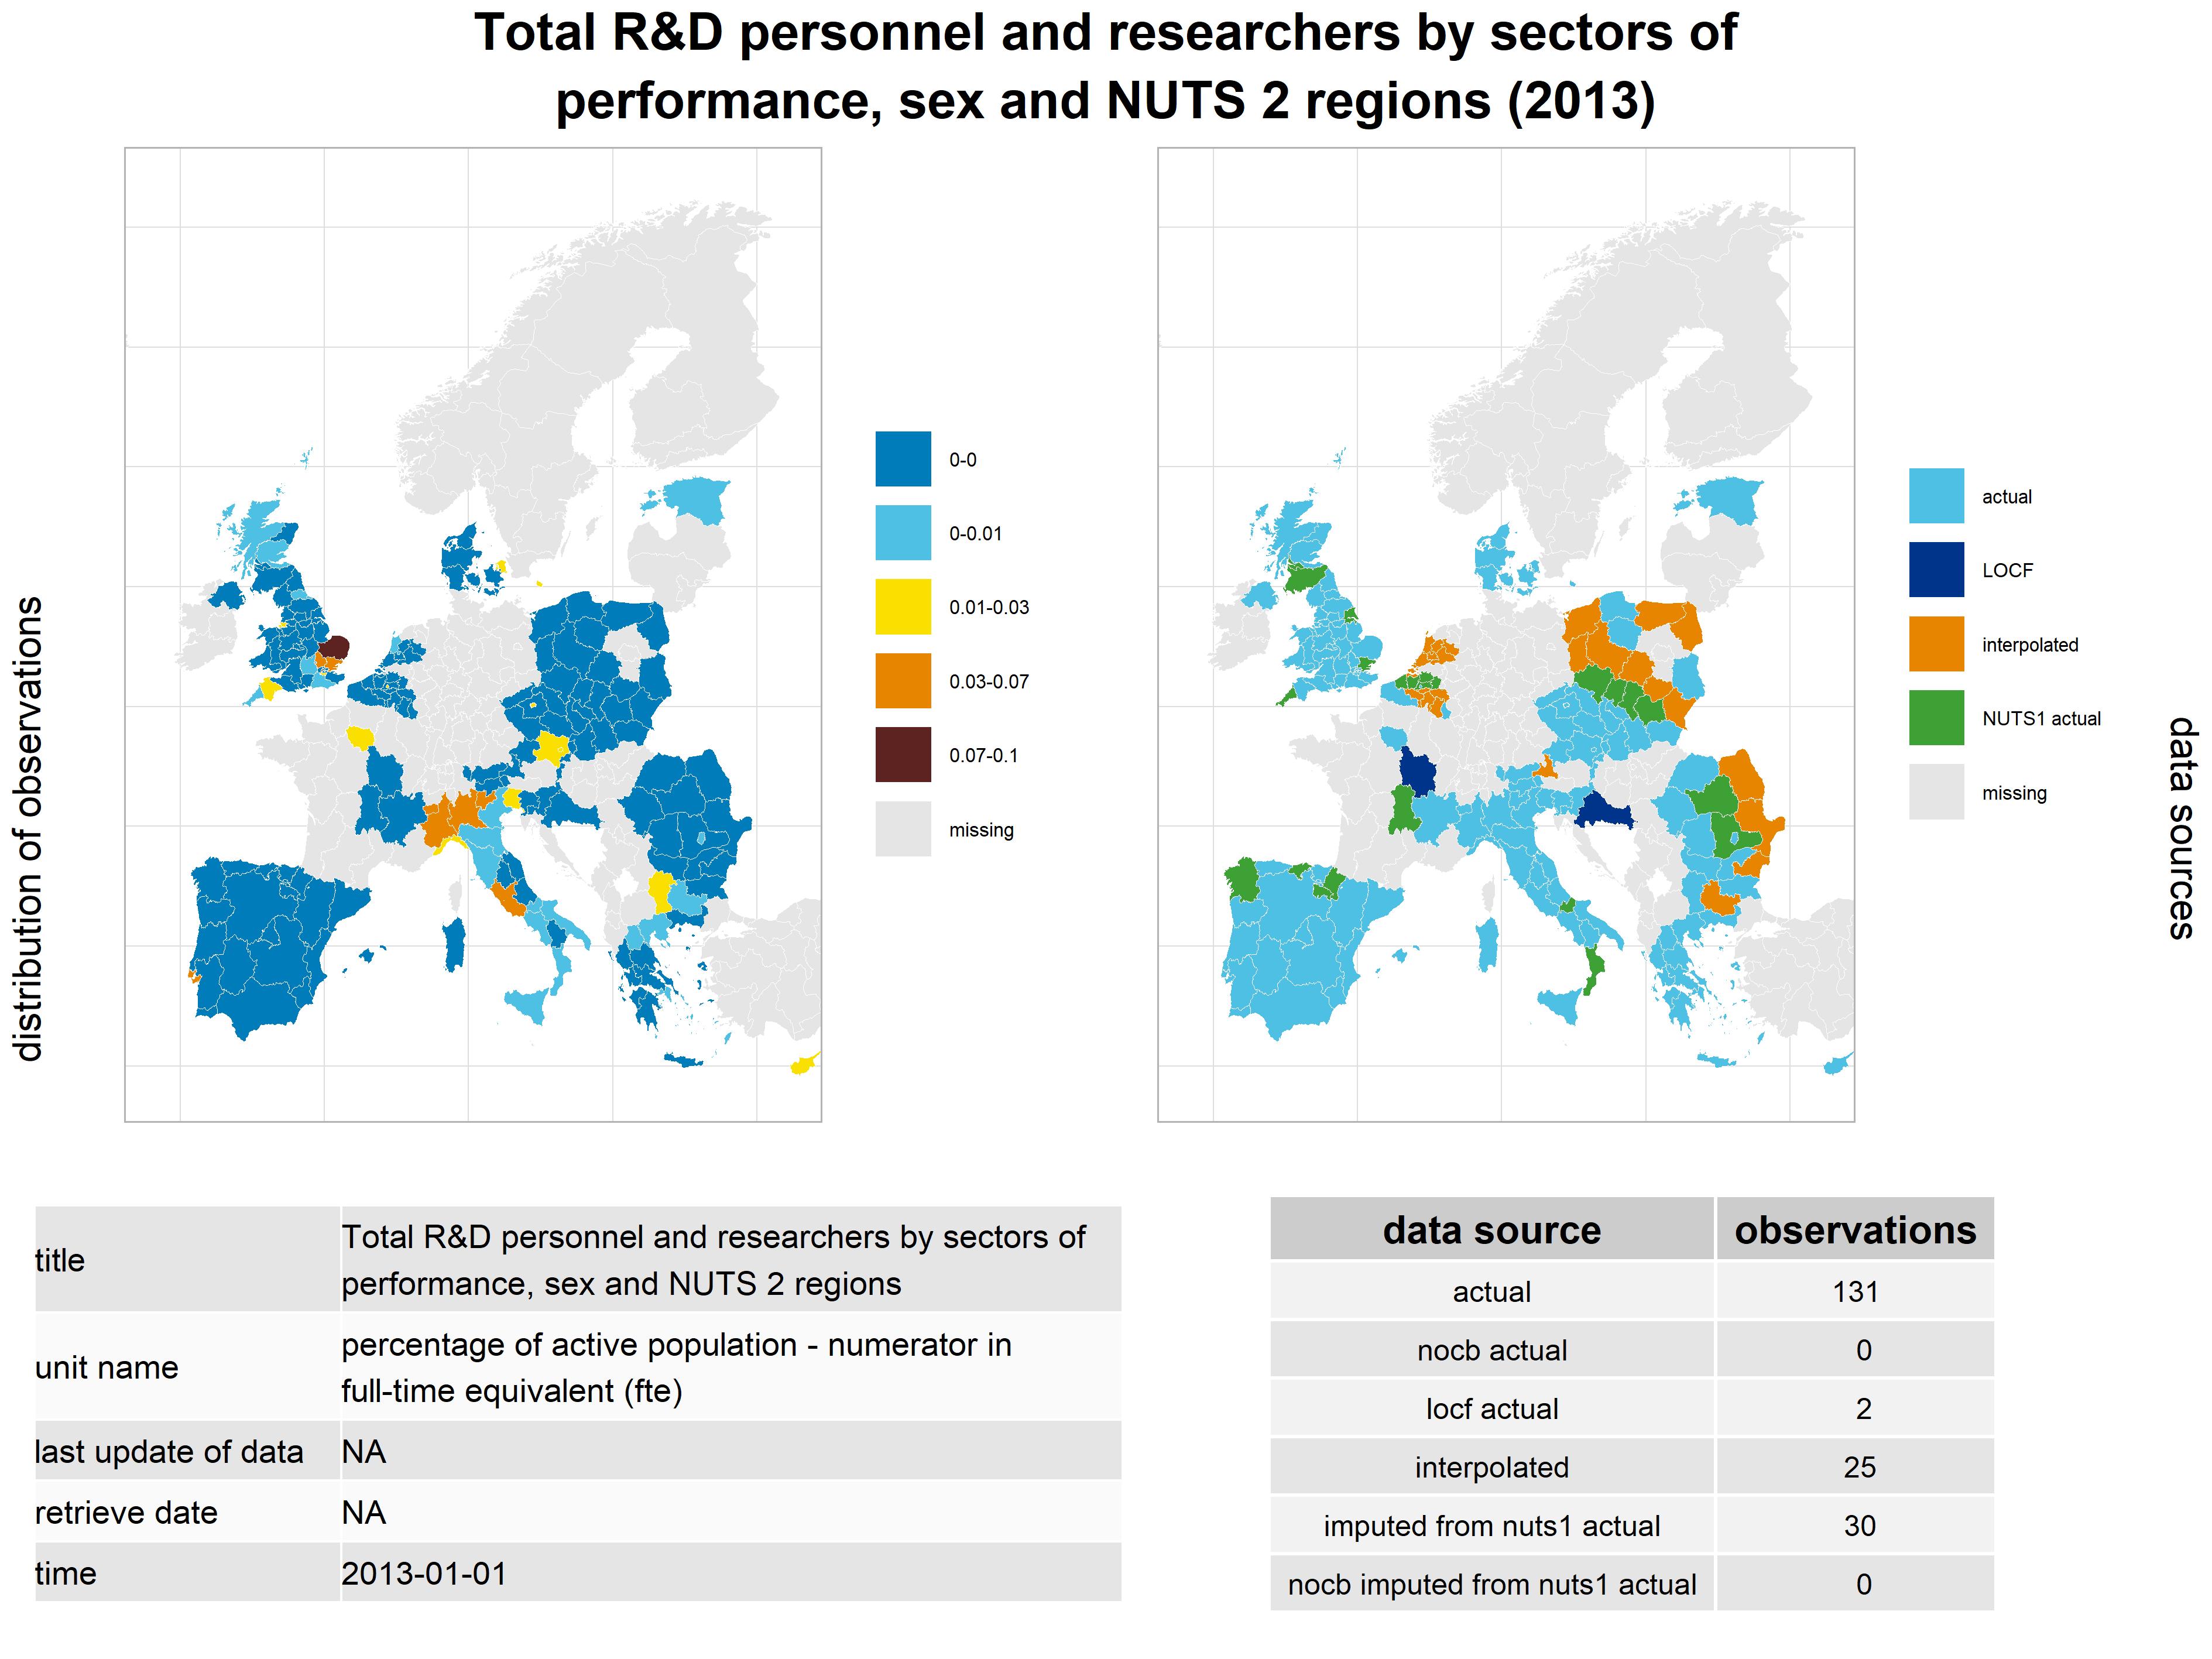 Total R&D personnel and researchers by sectors of
performance, sex and NUTS 2 regions (2013)
distribution of observations
0-0
0-0.01
0.01-0.03
0.03-0.07
0.07-0.1
missing
actual
LOCF
interpolated
NUTS1 actual
missing
data sources
title
Total R&D personnel and researchers by sectors of
performance, sex and NUTS 2 regions
unit name
percentage of active population - numerator in
full-time equivalent (fte)
last update of data NA
retrieve date NA
time 2013-01-01
data source observations
actual 131
nocb actual 0
locf actual 2
interpolated 25
imputed from nuts1 actual 30
nocb imputed from nuts1 actual 0